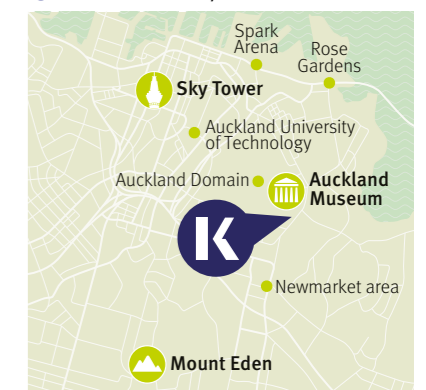 Spark
Arena
Rose
Gardens
Sky Tower
Auckland University
of Technology
Auckland Domain
Auckland
Museum
K
Newmarket area
Mount Eden